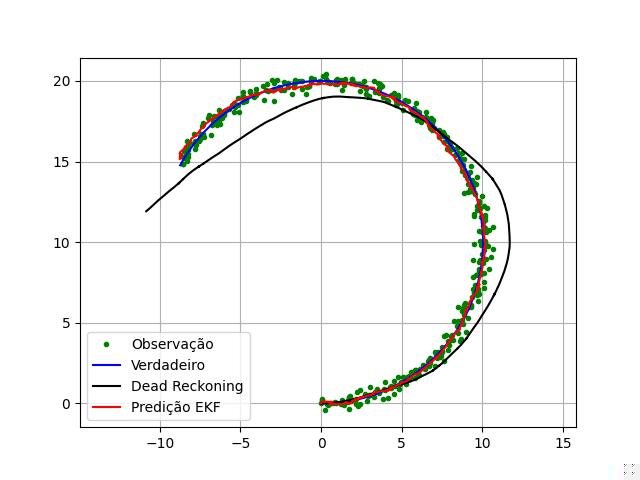 20
15
10
5
0
Observação
Verdadeiro
Dead Reckoning
Predição EKF
−10 −5 0 5 10 15